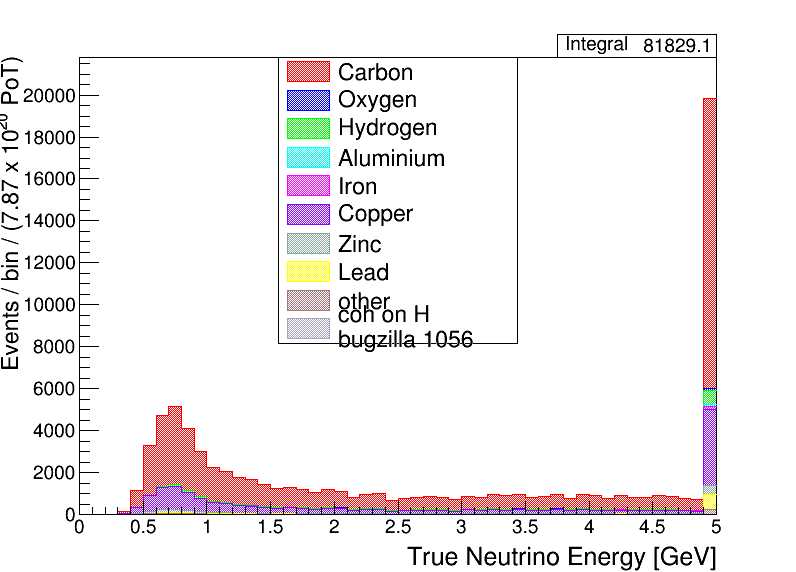 Integral 81829.1
Carbon
Oxygen
Hydrogen
Aluminium
Iron
Copper
Zinc
Lead
other
coh on H
bugzilla 1056
Events / bin / (7.87 x 10^20 PoT)
20000
18000
16000
14000
12000
10000
8000
6000
4000
2000
0
0 0.5 1 1.5 2 2.5 3 3.5 4 4.5 5
True Neutrino Energy [GeV]